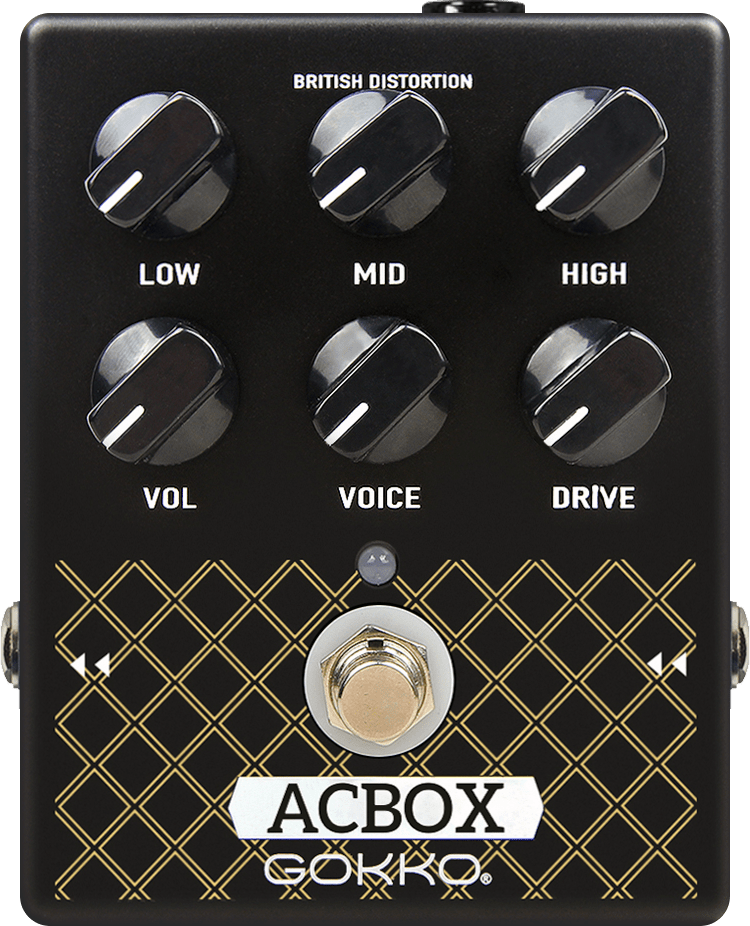 BRITISH DISTORTION
LOW MID HIGH
VOL VOICE DRIVE
ACBOX
GOKKO®